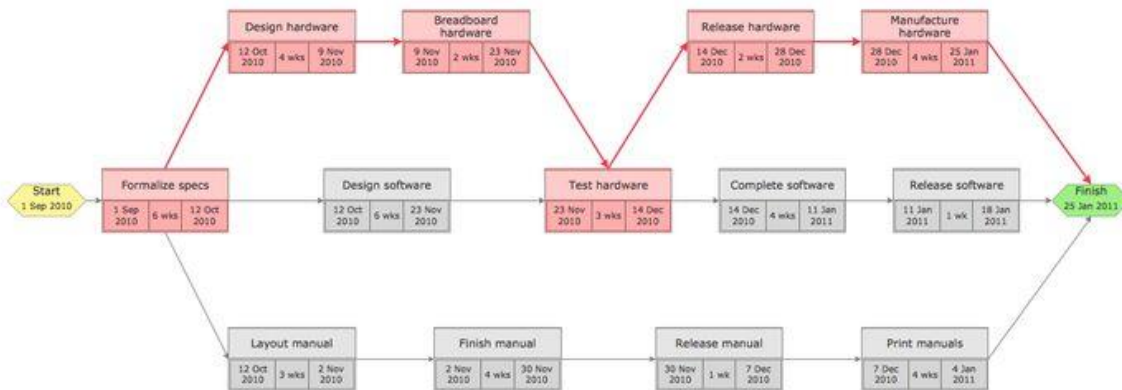 Design hardware
12 Oct 2010 4 wks 9 Nov 2010
Breadboard
hardware
9 Nov 2010 2 wks 23 Nov 2010
Release hardware
14 Dec 2010 2 wks 28 Dec 2010
Manufacture
hardware
28 Dec 2010 4 wks 25 Jan 2011
Start
1 Sep 2010
Formalize specs
1 Sep 2010 6 wks 12 Oct 2010
Design software
12 Oct 2010 6 wks 23 Nov 2010
Test hardware
23 Nov 2010 3 wks 14 Dec 2010
Complete software
14 Dec 2010 4 wks 11 Jan 2011
Release software
11 Jan 2011 1 wk 18 Jan 2011
Finish
25 Jan 2011
Layout manual
12 Oct 2010 3 wks 2 Nov 2010
Finish manual
2 Nov 2010 4 wks 30 Nov 2010
Release manual
30 Nov 2010 1 wk 7 Dec 2010
Print manuals
7 Dec 2010 4 wks 4 Jan 2011